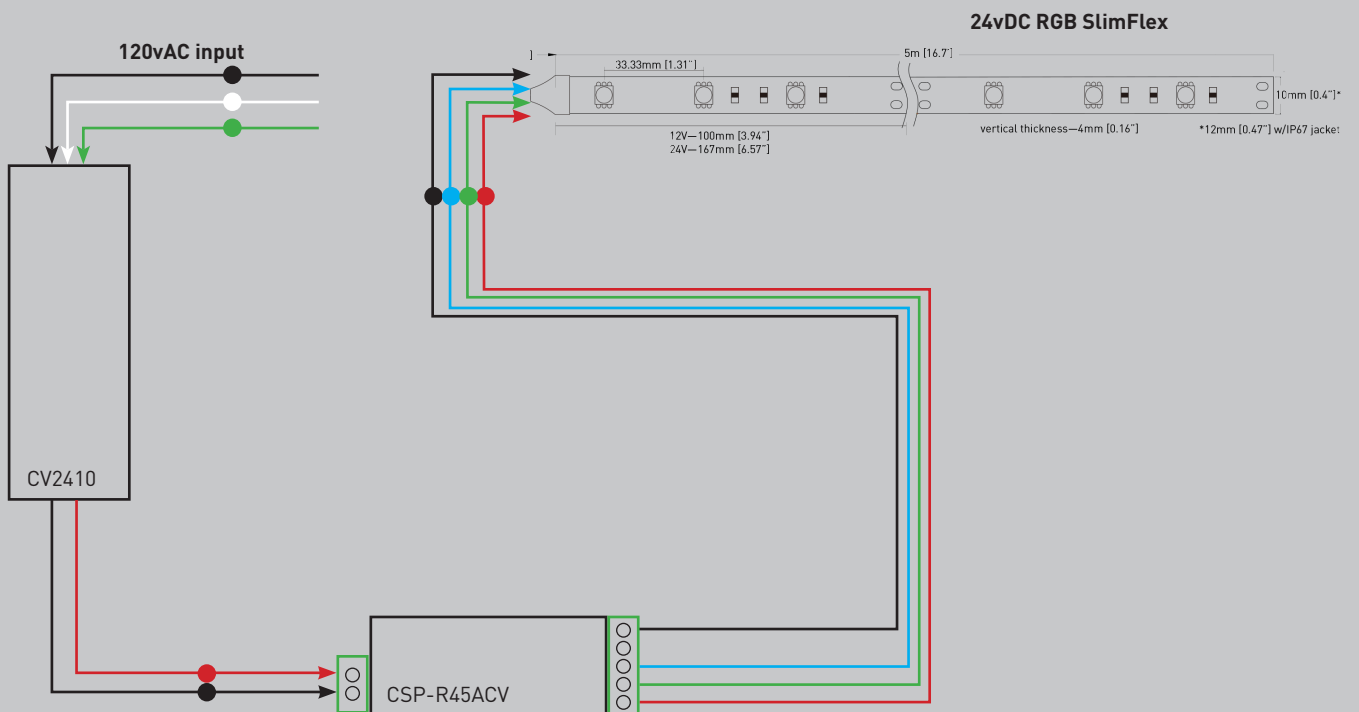 24vDC RGB SlimFlex
120vAC input
5m [16.7']
]
33.33mm [1.31"]
10mm [0.4"]*
12V—100mm [3.94"]
24V—167mm [6.57"]
vertical thickness—4mm [0.16"]
*12mm [0.47"] w/IP67 jacket
CV2410
CSP-R45ACV